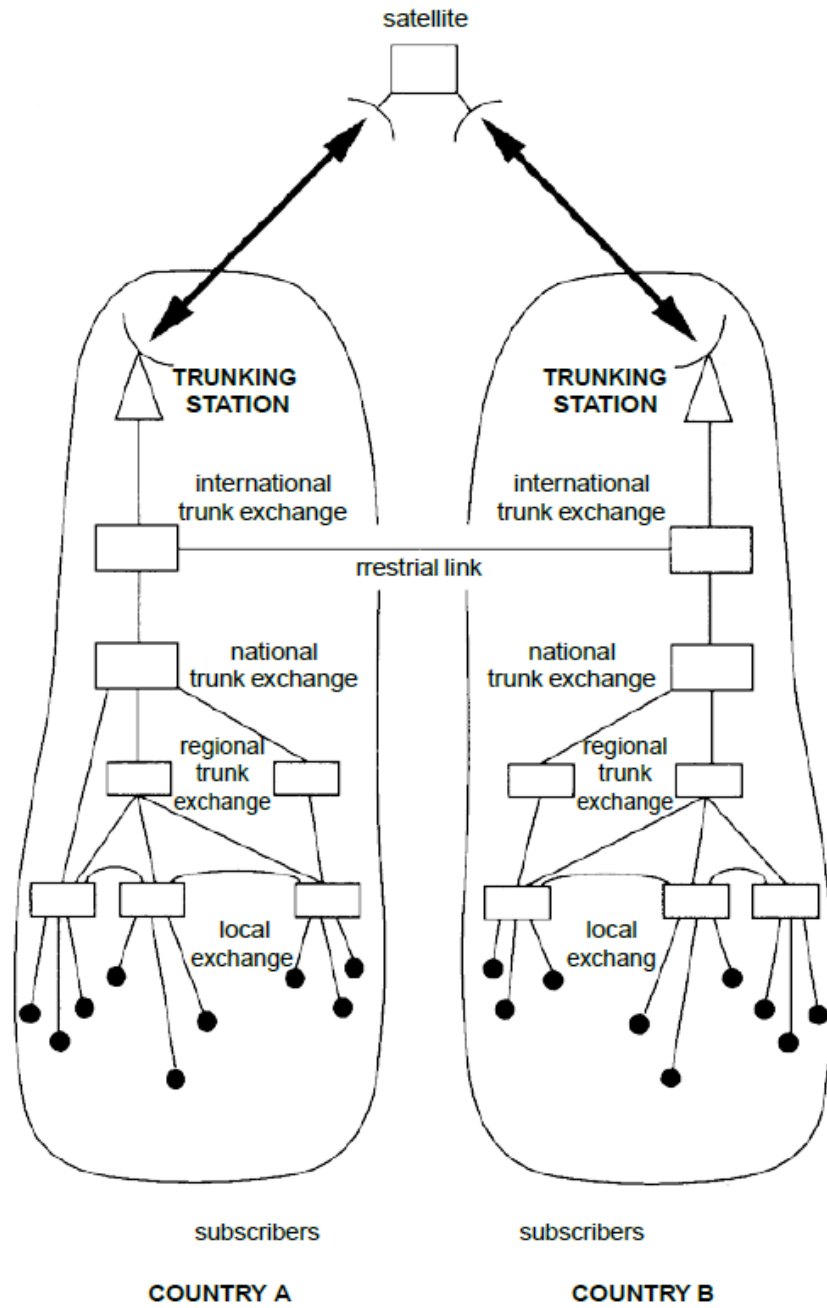 satellite
TRUNKING
STATION
TRUNKING
STATION
international
trunk exchange
international
trunk exchange
rrestrial link
national
trunk exchange
national
trunk exchange
regional
trunk
exchange
regional
trunk
exchange
local
exchange
local
exchang
subscribers
subscribers
COUNTRY A
COUNTRY B